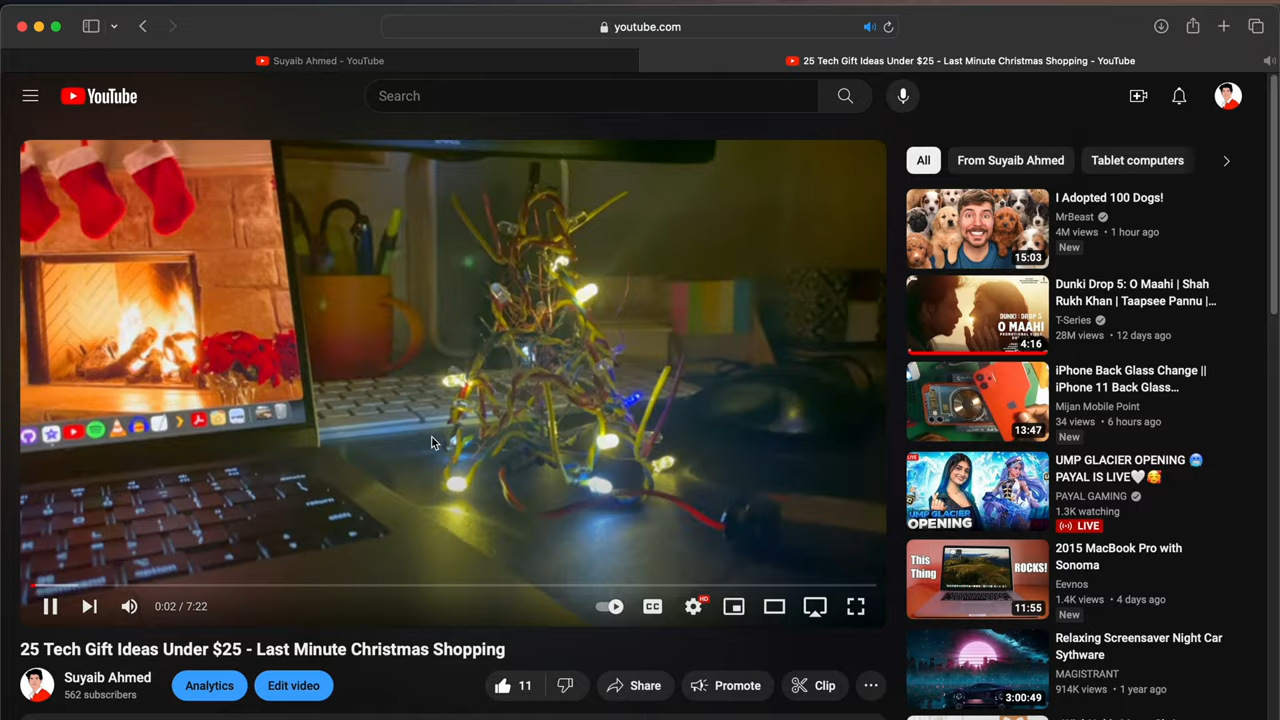 youtube.com
Suyaib Ahmed - YouTube
25 Tech Gift Ideas Under $25 - Last Minute Christmas Shopping - YouTube
YouTube
Search
All
From Suyaib Ahmed
Tablet computers
I Adopted 100 Dogs!
MrBeast
4M views • 1 hour ago
New
15:03
Dunki Drop 5: O Maahi | Shah
Rukh Khan | Taapsee Pannu |...
T-Series
28M views • 12 days ago
O MAAHI
4:16
iPhone Back Glass Change ||
iPhone 11 Back Glass...
Mijan Mobile Point
34 views • 6 hours ago
New
13:47
UMP GLACIER OPENING 🥶
PAYAL IS LIVE🤍🥰
PAYAL GAMING
1.3K watching
LIVE
LIVE
UMP GLACIER
OPENING
2015 MacBook Pro with
Sonoma
Eevnos
1.4K views • 4 days ago
New
This
Thing
ROCKS!
11:55
Relaxing Screensaver Night Car
Sythware
MAGISTRANT
914K views • 1 year ago
3:00:49
0:02 / 7:22
CC
HD
25 Tech Gift Ideas Under $25 - Last Minute Christmas Shopping
Suyaib Ahmed
562 subscribers
Analytics
Edit video
11
Share
Promote
Clip